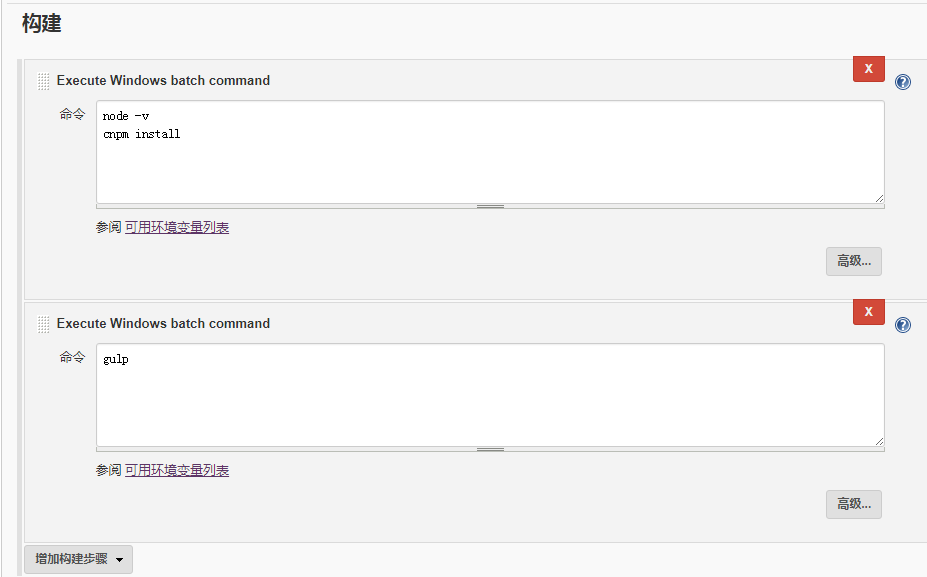 构建
Execute Windows batch command
X
命令
node -v
cnpm install
参阅 可用环境变量列表
高级...
Execute Windows batch command
X
命令
gulp
参阅 可用环境变量列表
高级...
增加构建步骤